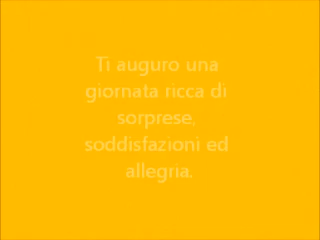 Ti auguro una
giornata ricca di
sorprese,
soddisfazioni ed
allegria.